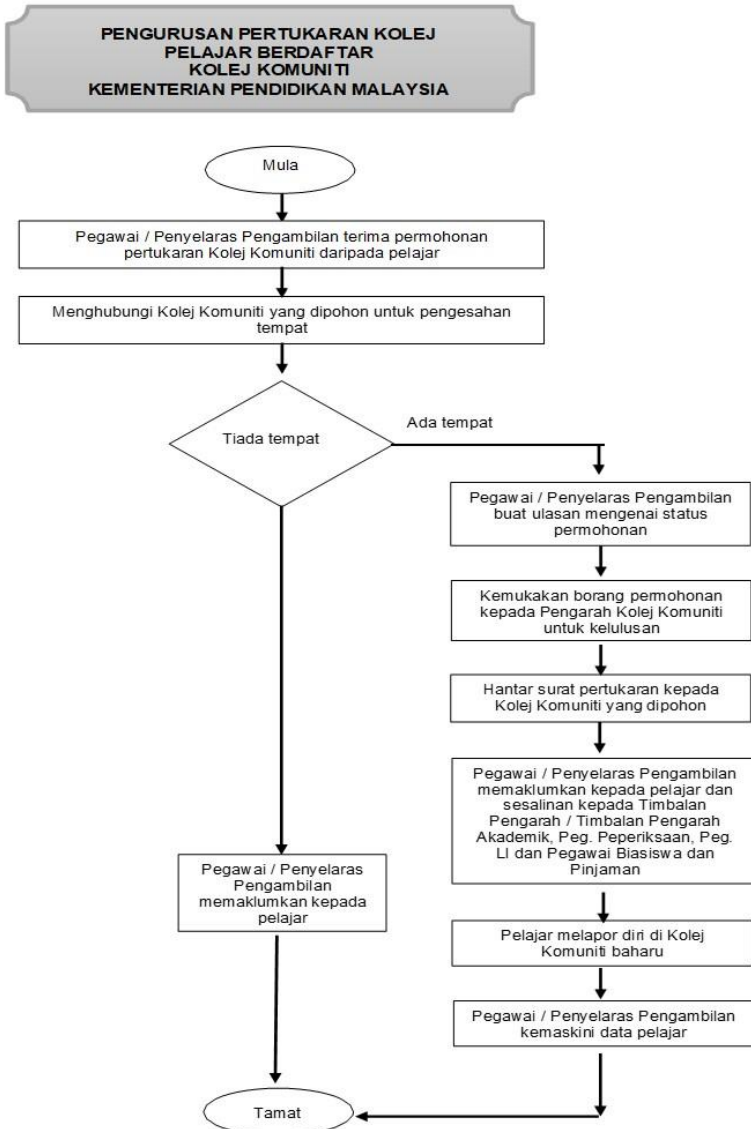 PENGURUSAN PERTUKARAN KOLEJ
PELAJAR BERDAFTAR
KOLEJ KOMUNITI
KEMENTERIAN PENDIDIKAN MALAYSIA
Mula
Pegawai / Penyelaras Pengambilan terima permohonan
pertukaran Kolej Komuniti daripada pelajar
Menghubungi Kolej Komuniti yang dipohon untuk pengesahan
tempat
Tiada tempat
Ada tempat
Pegawai / Penyelaras Pengambilan
buat ulasan mengenai status
permohonan
Kemukakan borang permohonan
kepada Pengarah Kolej Komuniti
untuk kelulusan
Hantar surat pertukaran kepada
Kolej Komuniti yang dipohon
Pegawai / Penyelaras Pengambilan
memaklumkan kepada pelajar dan
sesalinan kepada Timbalan
Pengarah / Timbalan Pengarah
Akademik, Peg. Peperiksaan, Peg.
LI dan Pegawai Biasiswa dan
Pinjaman
Pegawai / Penyelaras
Pengambilan
memaklumkan kepada
pelajar
Pelajar melapor diri di Kolej
Komuniti baharu
Pegawai / Penyelaras Pengambilan
kemaskini data pelajar
Tamat